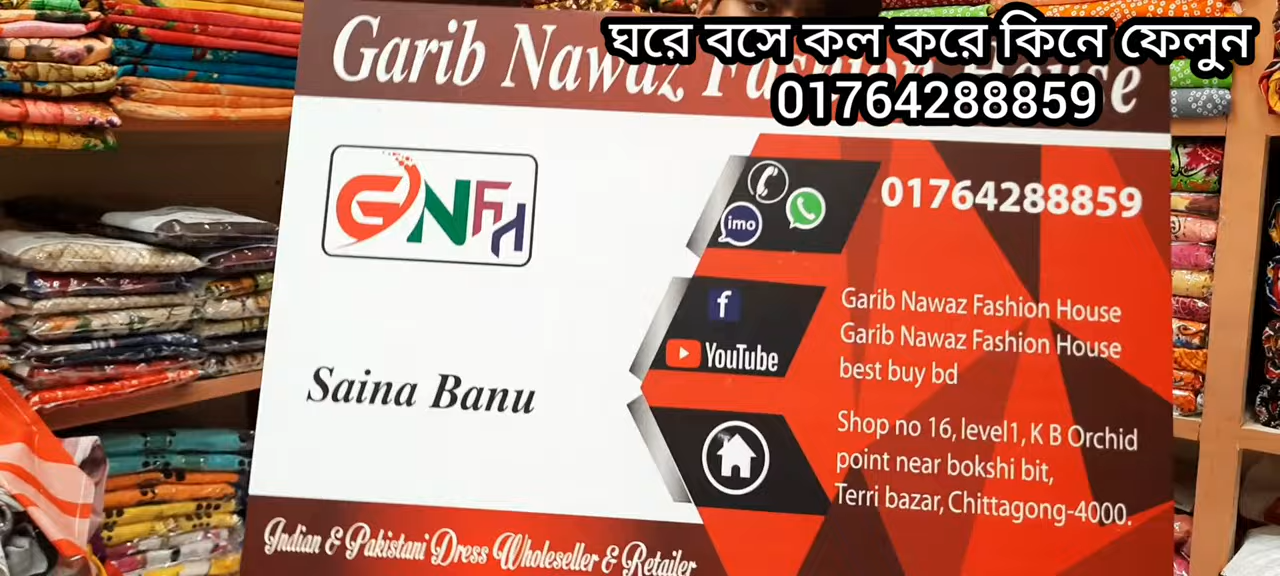 ঘরে বসে কল করে কিনে ফেলুন
01764288859
Garib Nawaz Fashion House
GNFH
imo
01764288859
f
YouTube
Garib Nawaz Fashion House
Garib Nawaz Fashion House
best buy bd
Saina Banu
Shop no 16, level1, K B Orchid
point near bokshi bit,
Terri bazar, Chittagong-4000.
Indian & Pakistani Dress Wholeseller & Retailer